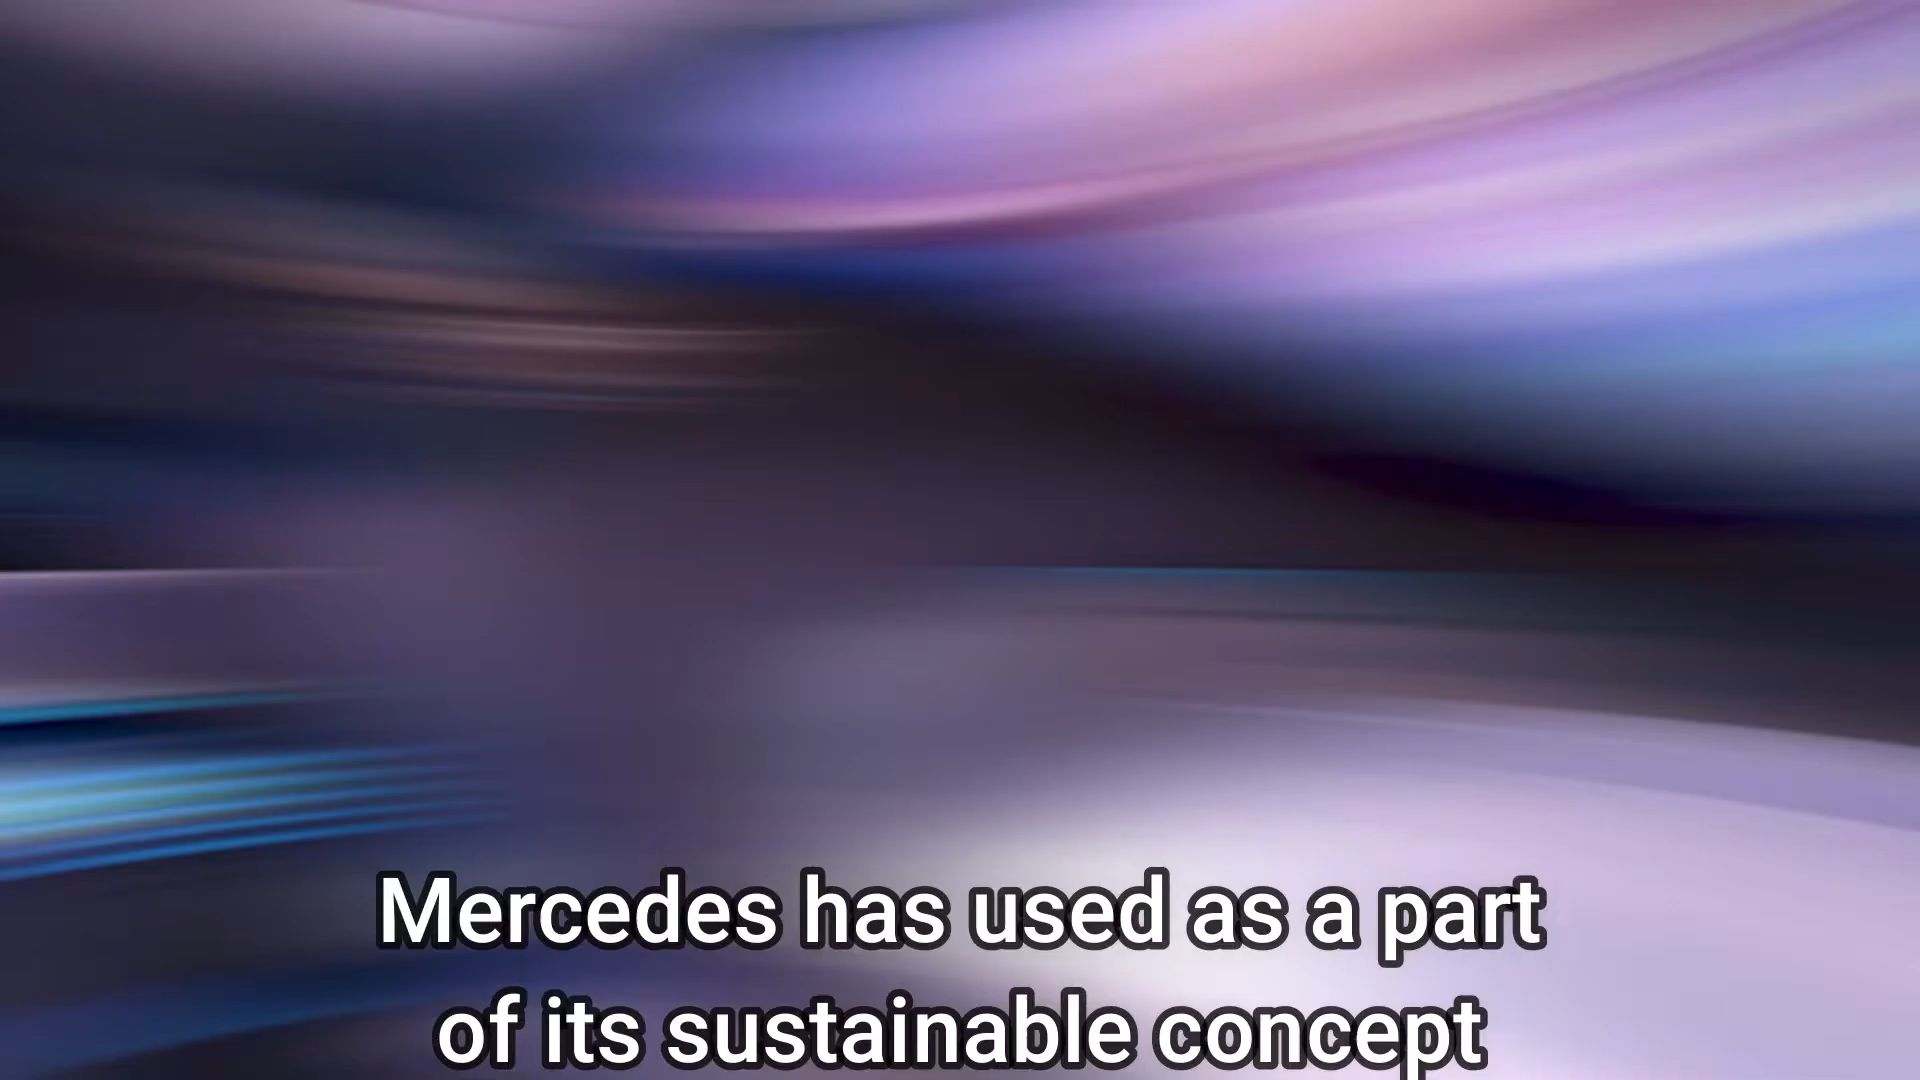 Mercedes has used as a part
of its sustainable concept